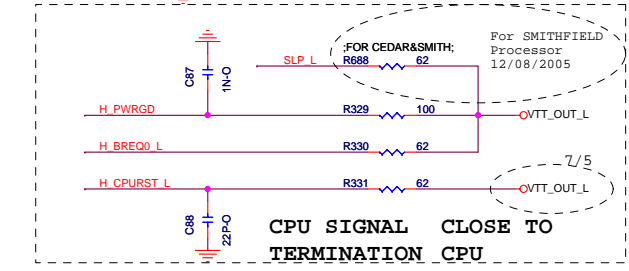 ;FOR CEDAR&SMITH;
For SMITHFIELD
Processor
12/08/2005
SLP_L
R688
62
C87
1N-O
H_PWRGD
R329
100
VTT_OUT_L
H_BREQ0_L
R330
62
7/5
H_CPURST_L
R331
62
VTT_OUT_L
C88
22P-O
CPU SIGNAL CLOSE TO
TERMINATION CPU